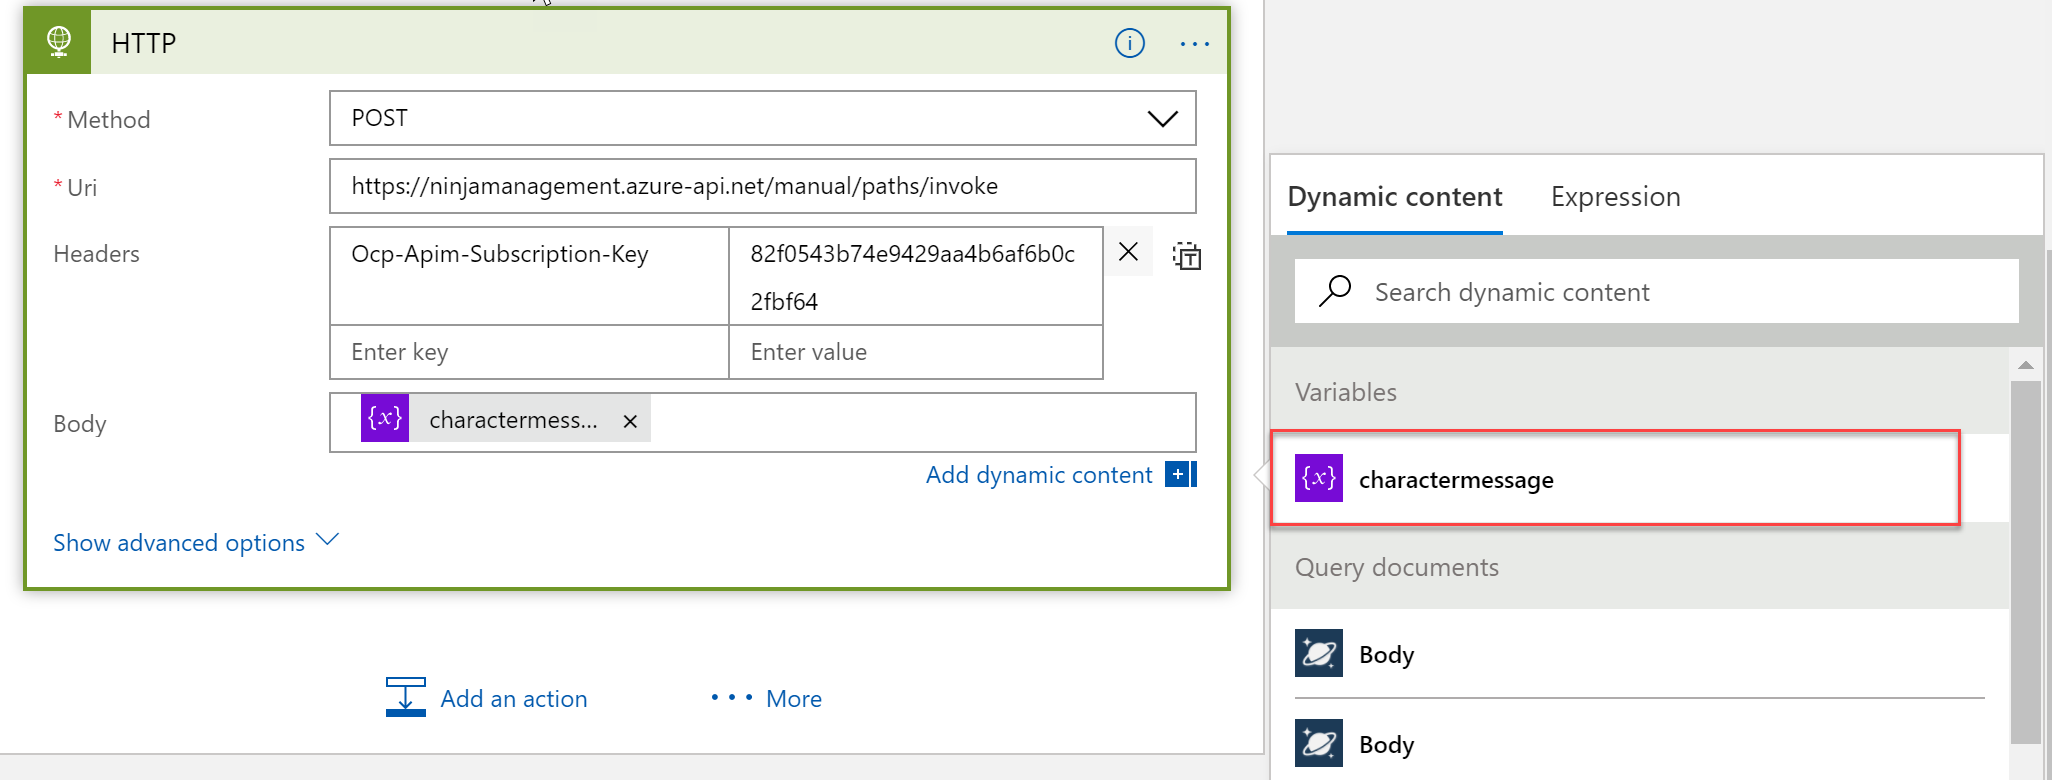 HTTP
* Method
POST
* Uri
https://ninjamanagement.azure-api.net/manual/paths/invoke
Headers
Ocp-Apim-Subscription-Key
82f0543b74e9429aa4b6af6b0c
2fbf64
Enter key
Enter value
Body
{x} charactermess...
Add dynamic content
Show advanced options
Add an action
More
Dynamic content
Expression
Search dynamic content
Variables
{x} charactermessage
Query documents
Body
Body